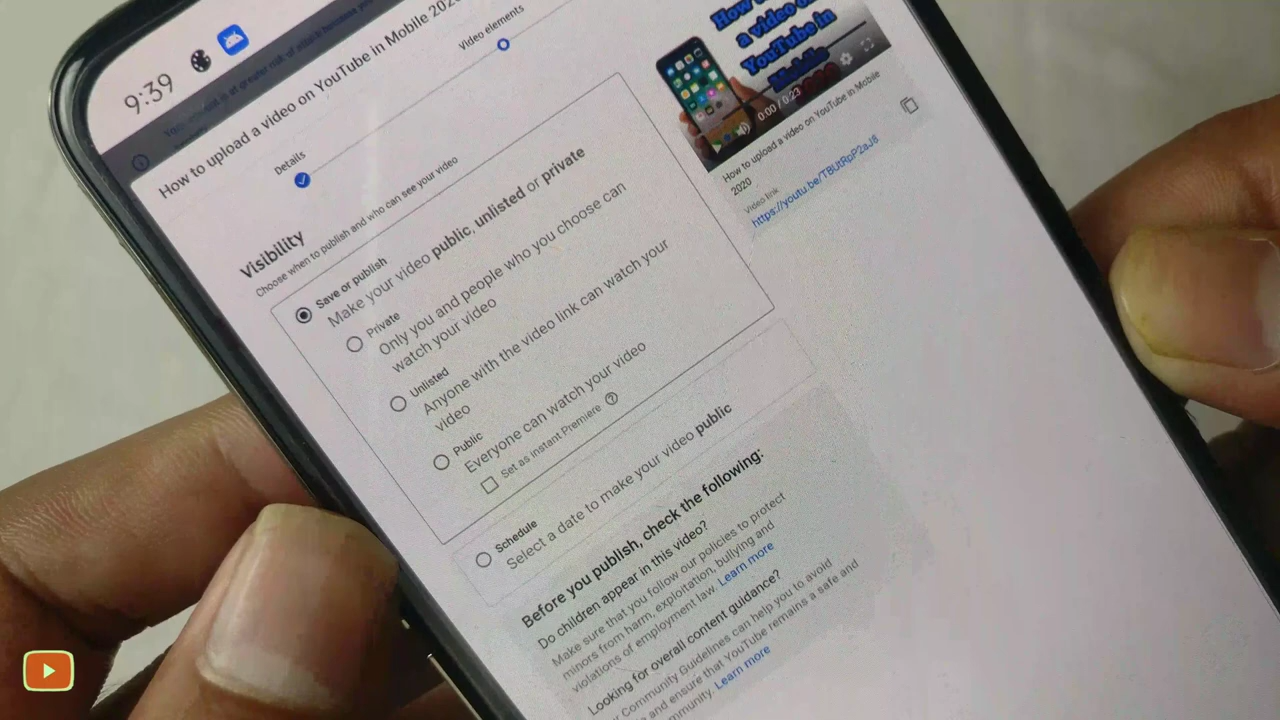 9:39
How to upload a video on YouTube in Mobile 202
Details
Video elements
Visibility
Choose when to publish and who can see your video
Save or publish
Make your video public, unlisted or private
Private
Only you and people who you choose can
watch your video
Unlisted
Anyone with the video link can watch your
video
Public
Everyone can watch your video
Set as instant Premiere
Schedule
Select a date to make your video public
Before you publish, check the following:
Do children appear in this video?
Make sure that you follow our policies to protect
minors from harm, exploitation, bullying and
violations of employment law. Learn more
Looking for overall content guidance?
Community Guidelines can help you to avoid
and ensure that YouTube remains a safe and
mmunity. Learn more
How
a video o
YouTube in
Mobile
0:00 / 0:23
How to upload a video on YouTube in Mobile
2020
Video link
https://youtu.be/TBUtRpP2aJ8